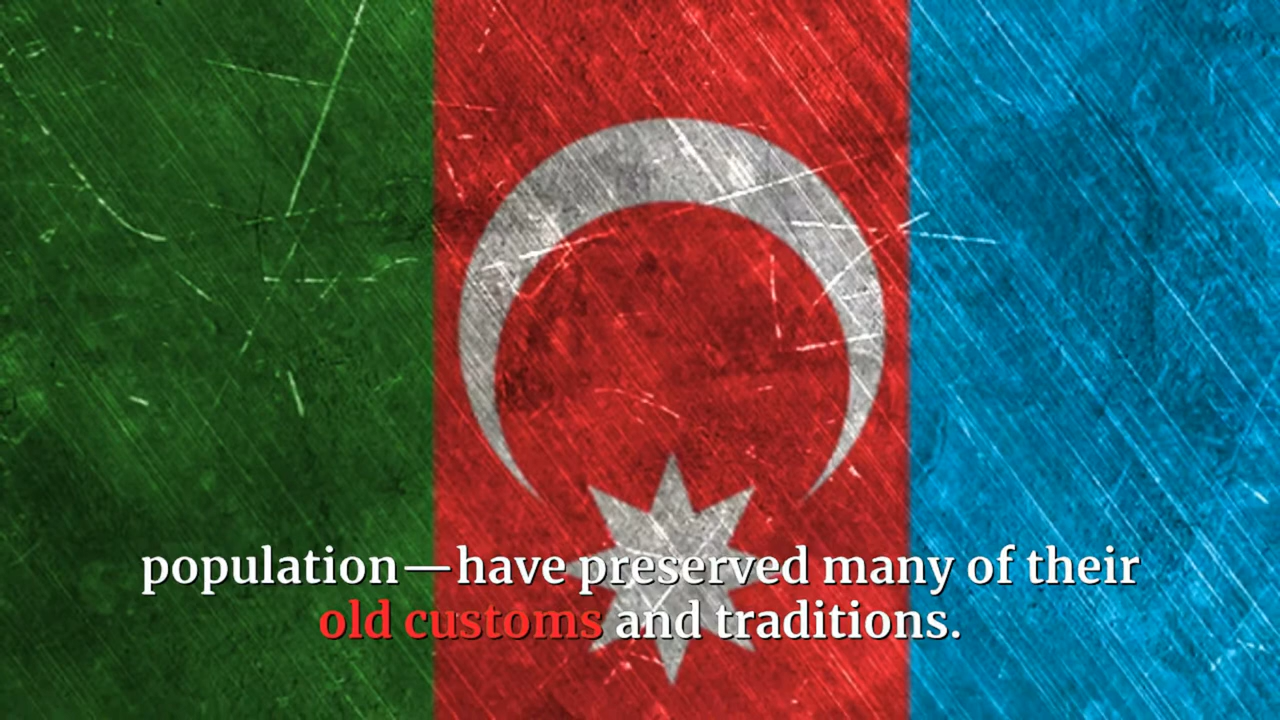 population—have preserved many of their
old customs and traditions.